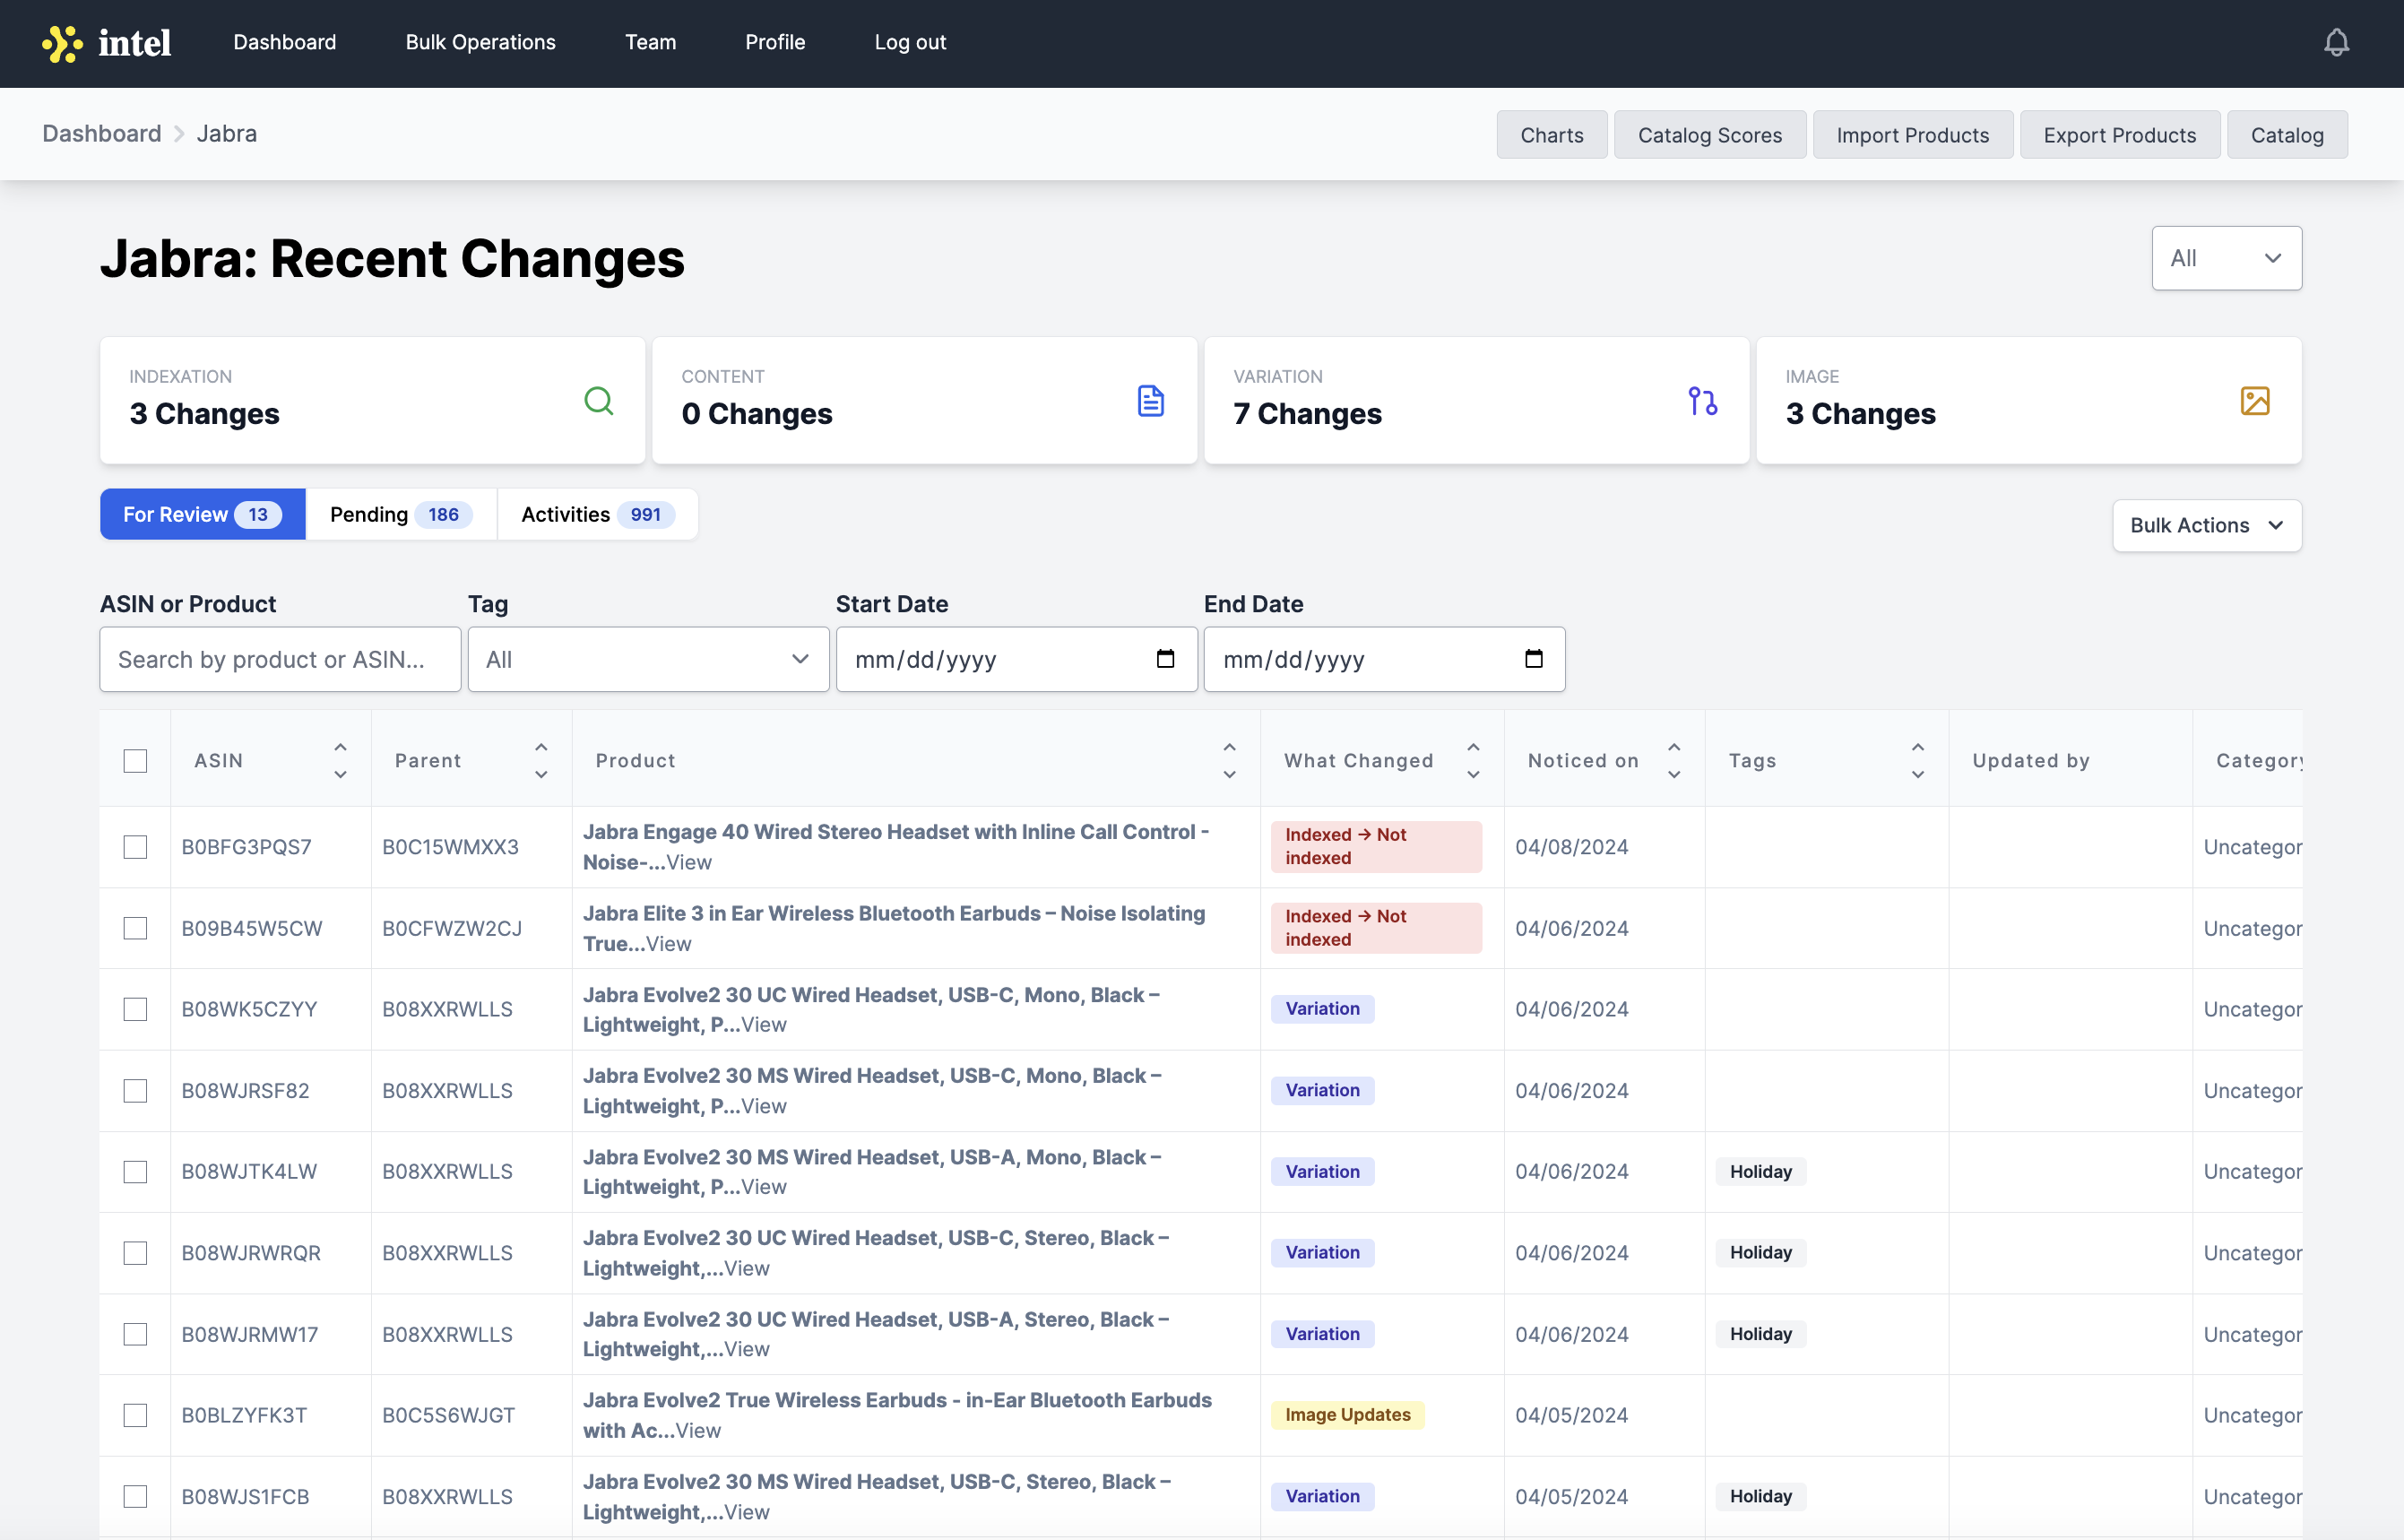 intel
Dashboard
Bulk Operations
Team
Profile
Log out
Dashboard > Jabra
Charts
Catalog Scores
Import Products
Export Products
Catalog
Jabra: Recent Changes
All
INDEXATION
3 Changes
CONTENT
0 Changes
VARIATION
7 Changes
IMAGE
3 Changes
For Review 13
Pending 186
Activities 991
Bulk Actions
ASIN or Product
Tag
Start Date
End Date
Search by product or ASIN...
All
mm/dd/yyyy
mm/dd/yyyy
ASIN
Parent
Product
What Changed
Noticed on
Tags
Updated by
Category
B0BFG3PQS7
B0C15WMXX3
Jabra Engage 40 Wired Stereo Headset with Inline Call Control -
Noise-...View
Indexed → Not
indexed
04/08/2024
Uncategor
B09B45W5CW
B0CFWZW2CJ
Jabra Elite 3 in Ear Wireless Bluetooth Earbuds – Noise Isolating
True...View
Indexed → Not
indexed
04/06/2024
Uncategor
B08WK5CZYY
B08XXRWLLS
Jabra Evolve2 30 UC Wired Headset, USB-C, Mono, Black –
Lightweight, P...View
Variation
04/06/2024
Uncategor
B08WJRSF82
B08XXRWLLS
Jabra Evolve2 30 MS Wired Headset, USB-C, Mono, Black –
Lightweight, P...View
Variation
04/06/2024
Uncategor
B08WJTK4LW
B08XXRWLLS
Jabra Evolve2 30 MS Wired Headset, USB-A, Mono, Black –
Lightweight, P...View
Variation
04/06/2024
Holiday
Uncategor
B08WJRWRQR
B08XXRWLLS
Jabra Evolve2 30 UC Wired Headset, USB-C, Stereo, Black –
Lightweight,...View
Variation
04/06/2024
Holiday
Uncategor
B08WJRMW17
B08XXRWLLS
Jabra Evolve2 30 UC Wired Headset, USB-A, Stereo, Black –
Lightweight,...View
Variation
04/06/2024
Holiday
Uncategor
B0BLZYFK3T
B0C5S6WJGT
Jabra Evolve2 True Wireless Earbuds - in-Ear Bluetooth Earbuds
with Ac...View
Image Updates
04/05/2024
Uncategor
B08WJS1FCB
B08XXRWLLS
Jabra Evolve2 30 MS Wired Headset, USB-C, Stereo, Black –
Lightweight,...View
Variation
04/05/2024
Holiday
Uncategor